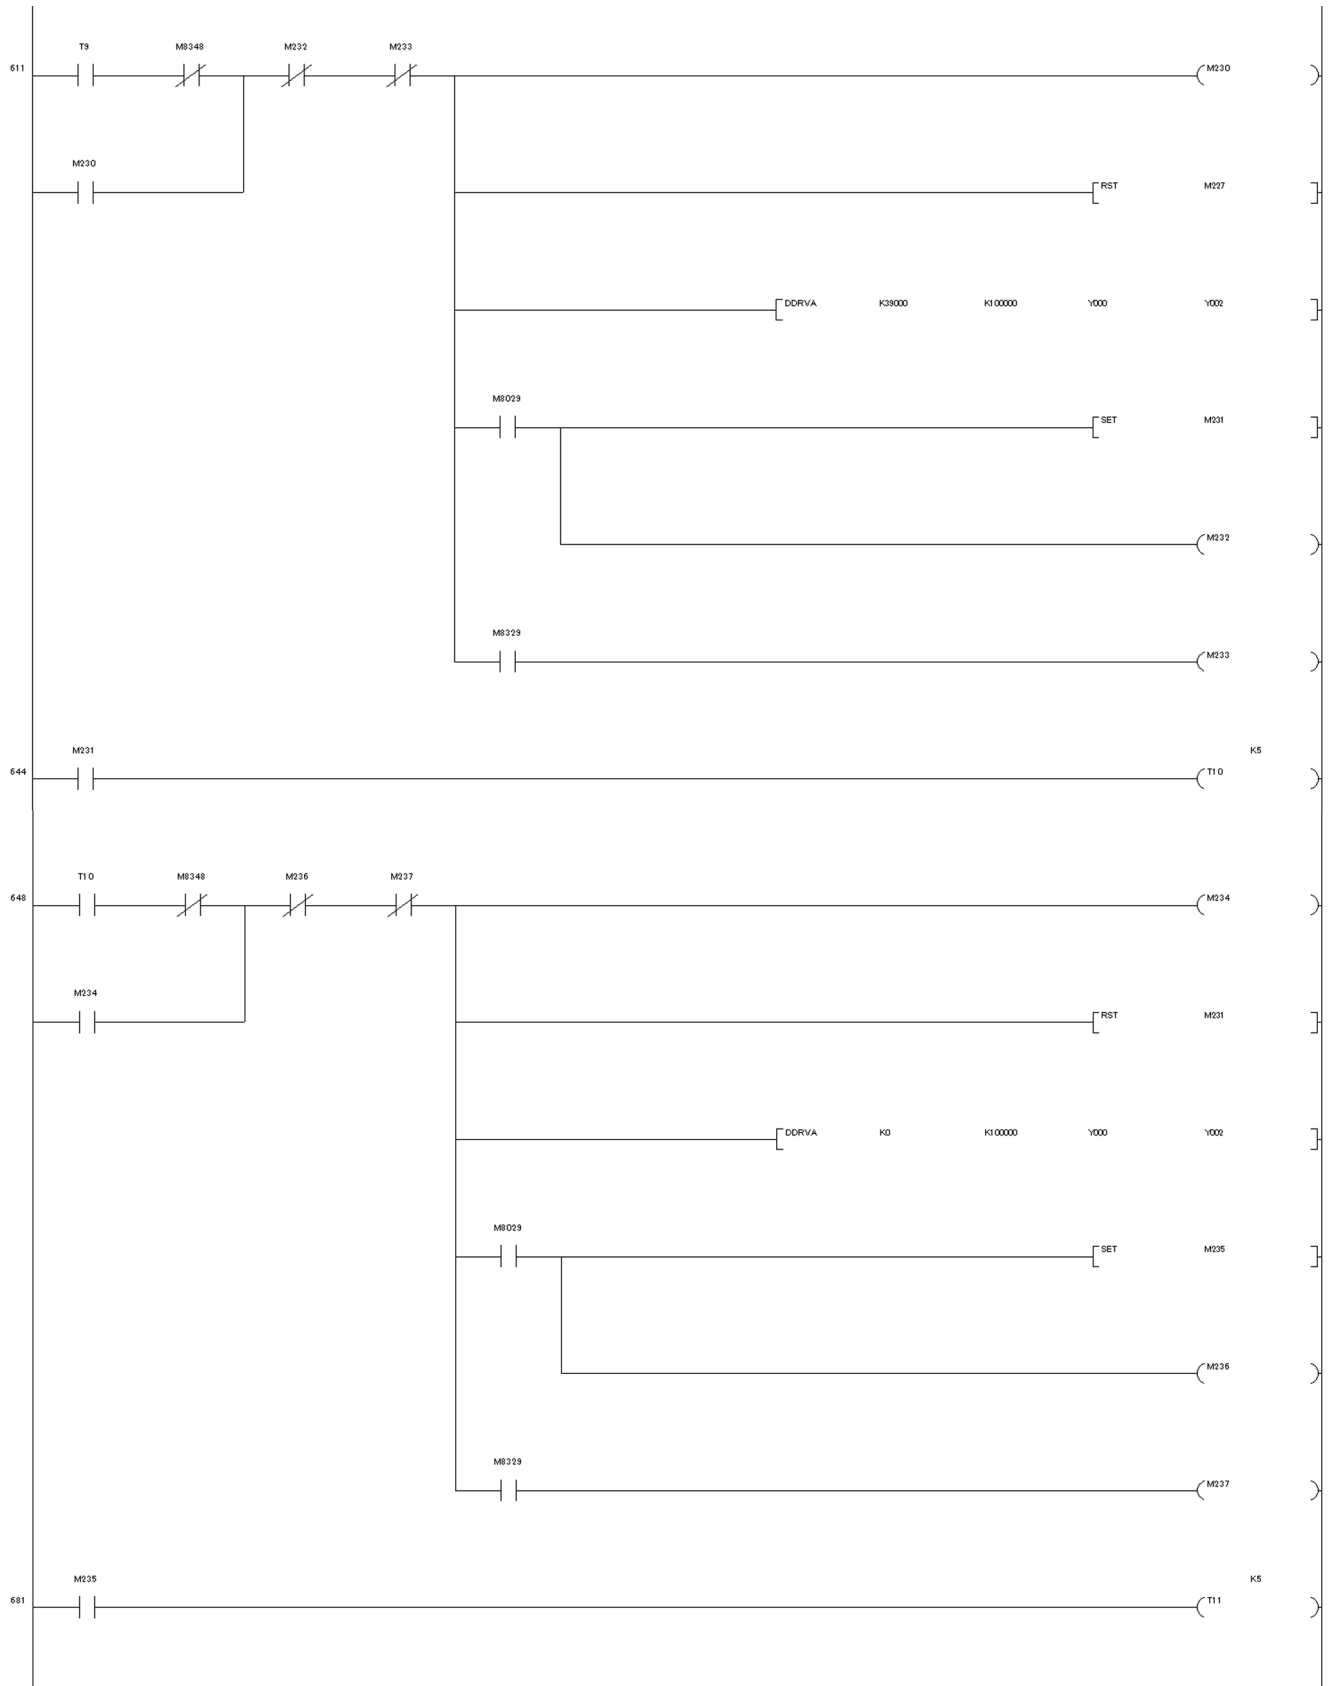 T9 M8348 M232 M233
611 M230
M230
RST M227
DDRVA K39000 K100000 Y000 Y002
M8029
SET M231
M232
M8329
M233
M231 K5
644 T10
T10 M8348 M236 M237
648 M234
M234
RST M231
DDRVA K0 K100000 Y000 Y002
M8029
SET M235
M236
M8329
M237
M235 K5
681 T11